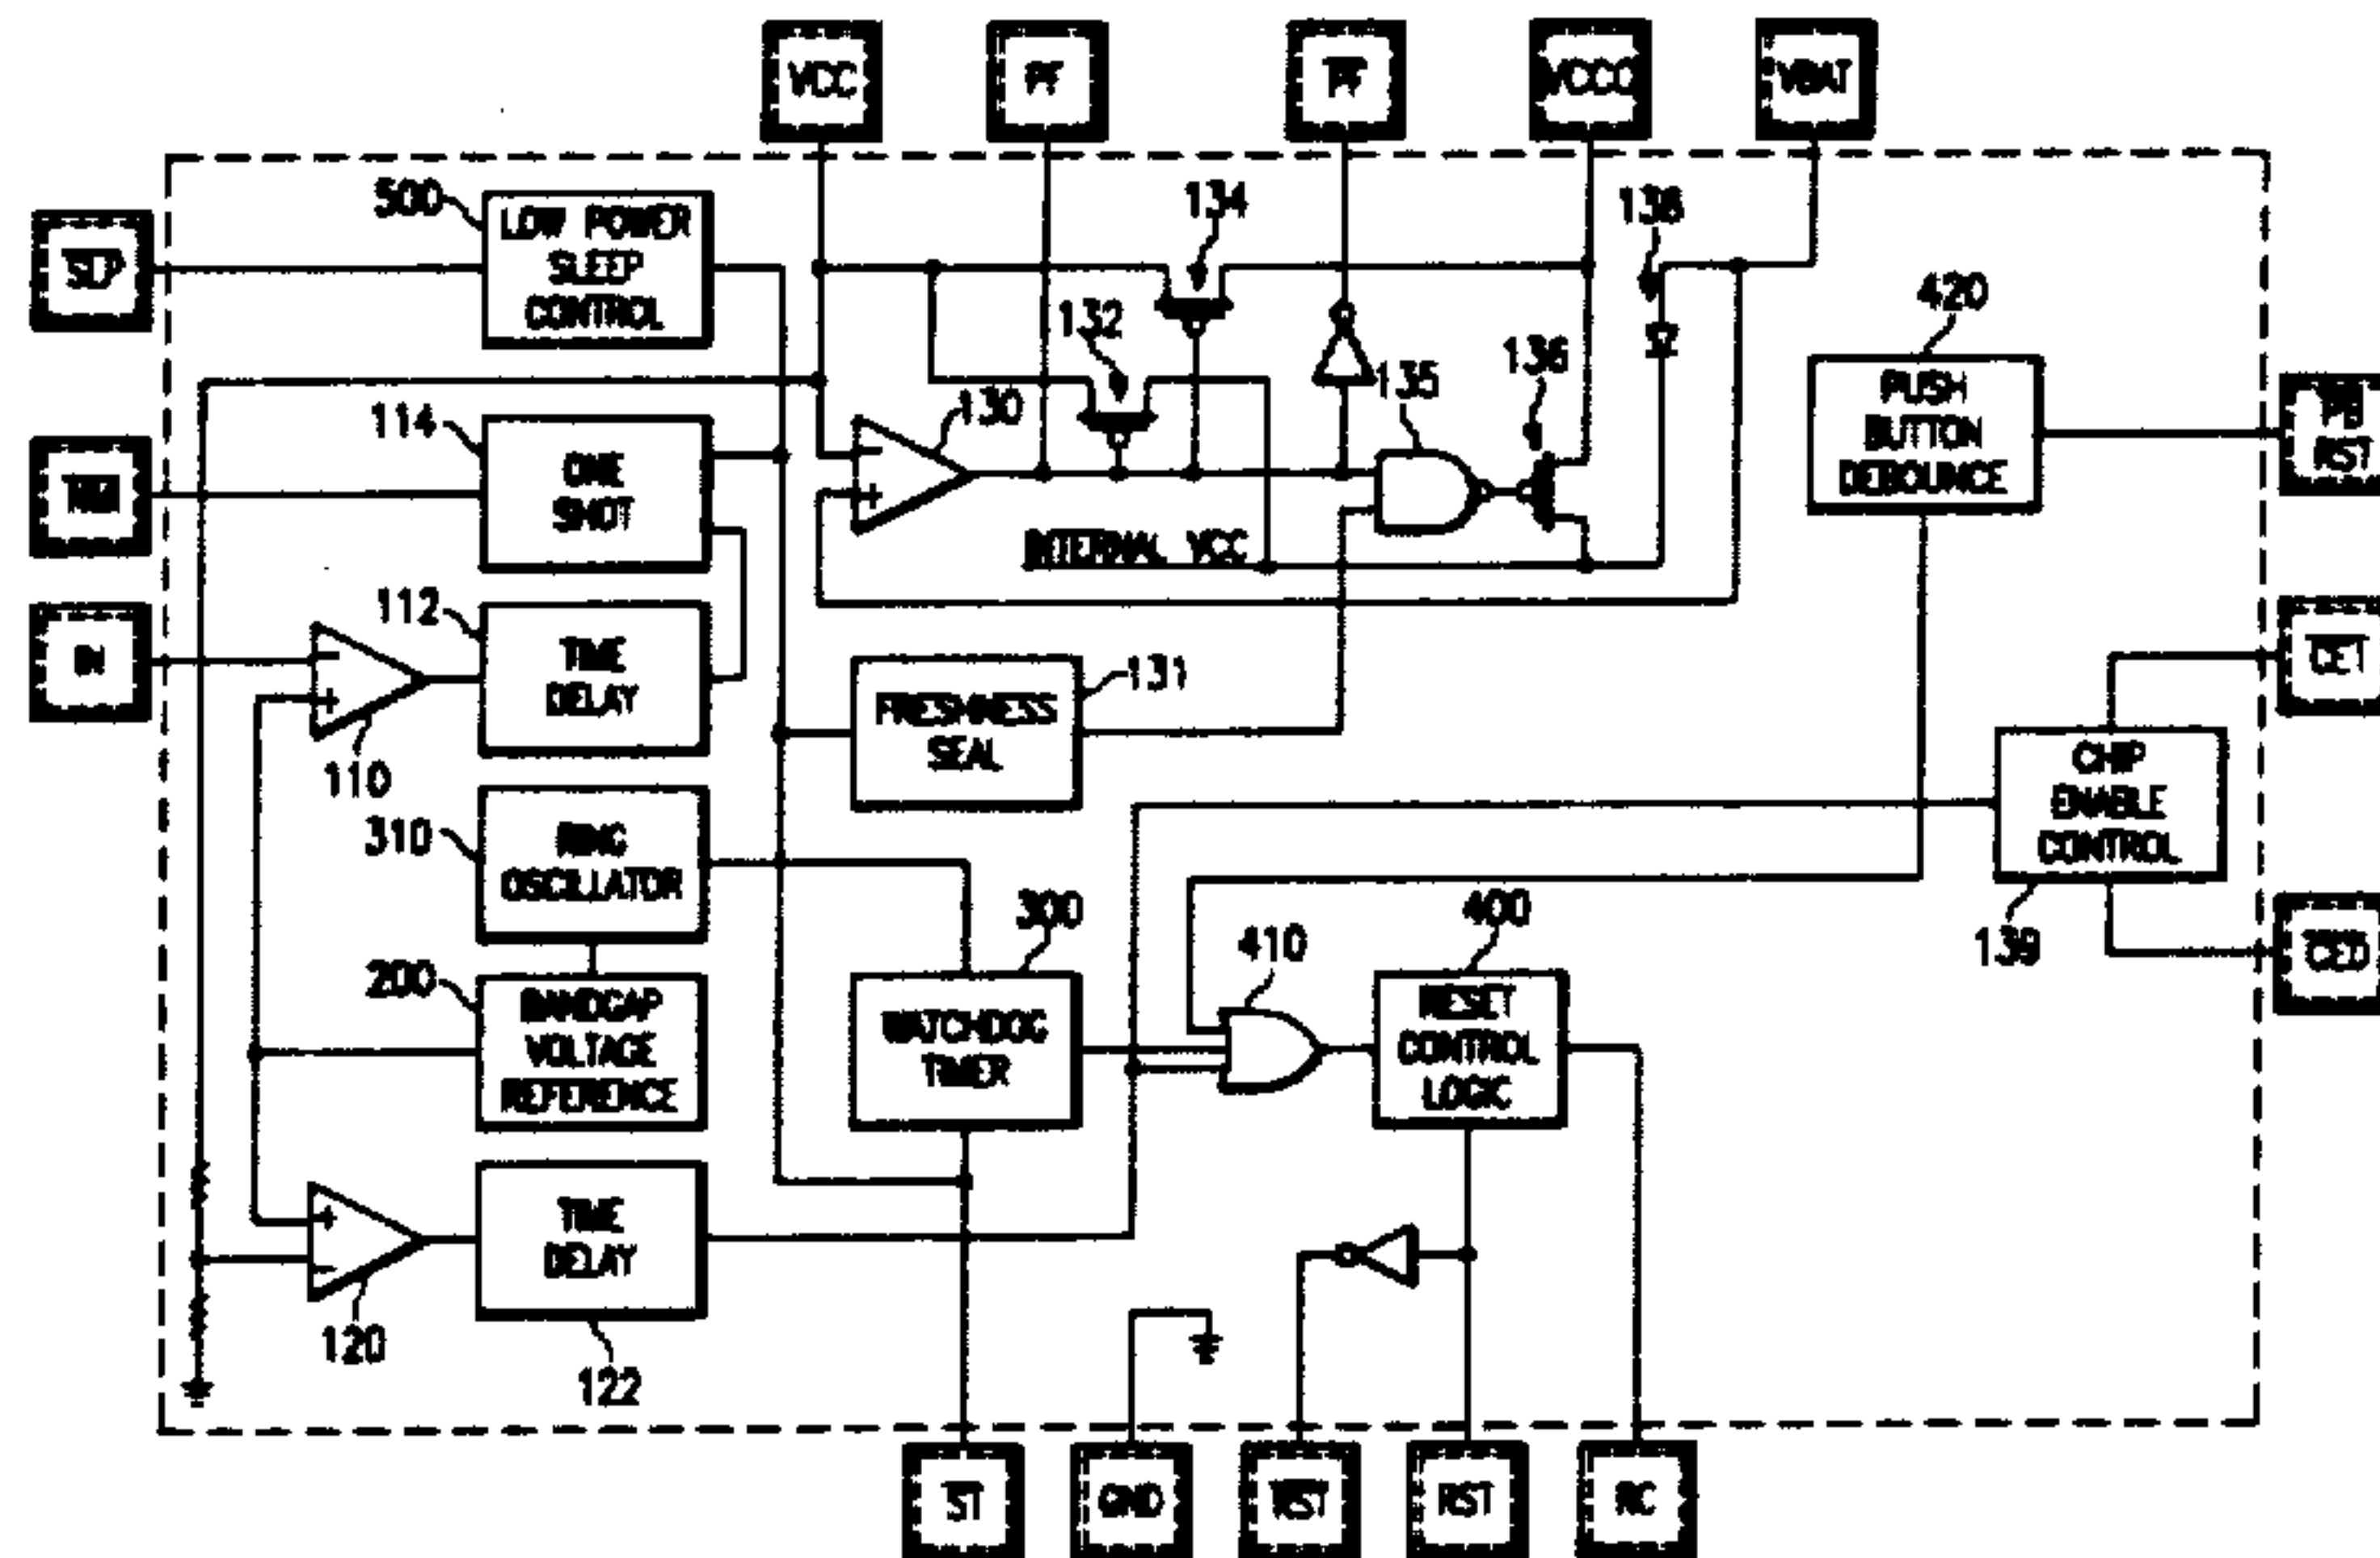 VCC
PF
P̅F̅
VCCO
VBAT
500
LOW POWER
SLEEP
CONTROL
134
138
S̅L̅P̅
132
420
136
PUSH
BUTTON
DEBOUNCE
135
130
P̅B̅
RST
114
ONE
SHOT
INTERNAL VCC
112
TIME
DELAY
IN
FRESHNESS
SEAL
131
110
CHIP
ENABLE
CONTROL
310
RING
OSCILLATOR
300
410
400
139
200
BANDGAP
VOLTAGE
REFERENCE
WATCHDOG
TIMER
RESET
CONTROL
LOGIC
TIME
DELAY
120
122
S̅T̅
GND
R̅S̅T̅
RST
RC